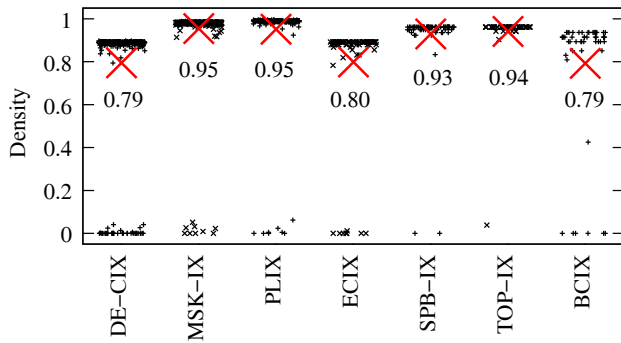 1
0.8
0.6
0.4
0.2
0
Density
0.79
0.95
0.95
0.80
0.93
0.94
0.79
DE−CIX
MSK−IX
PLIX
ECIX
SPB−IX
TOP−IX
BCIX